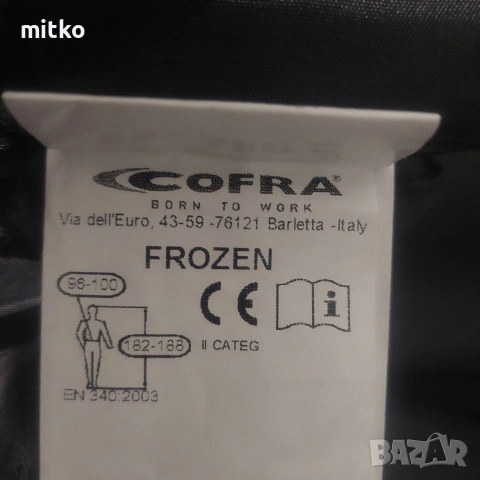 mitko
COFRA®
BORN TO WORK
Via dell'Euro, 43-59 -76121 Barletta -Italy
FROZEN
96-100
CE
i
182-188
II CATEG
EN 340:2003
BAZAR